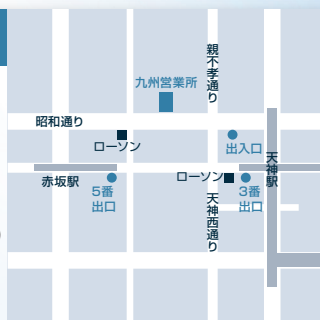 親不孝通り
九州営業所
昭和通り
ローソン
出入口
天神駅
赤坂駅
ローソン
5番
出口
3番
出口
天神西通り